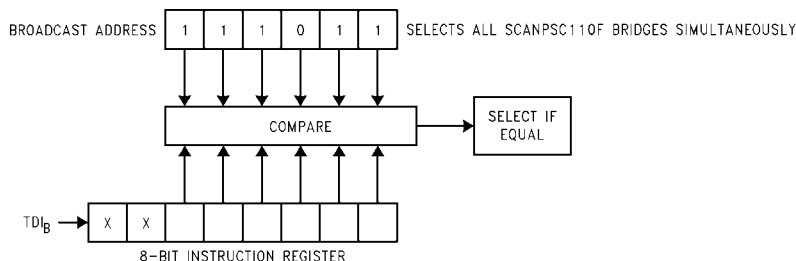 BROADCAST ADDRESS 1 1 1 0 1 1 SELECTS ALL SCANPSC110F BRIDGES SIMULTANEOUSLY
COMPARE
SELECT IF
EQUAL
TDIB
X X
8-BIT INSTRUCTION REGISTER